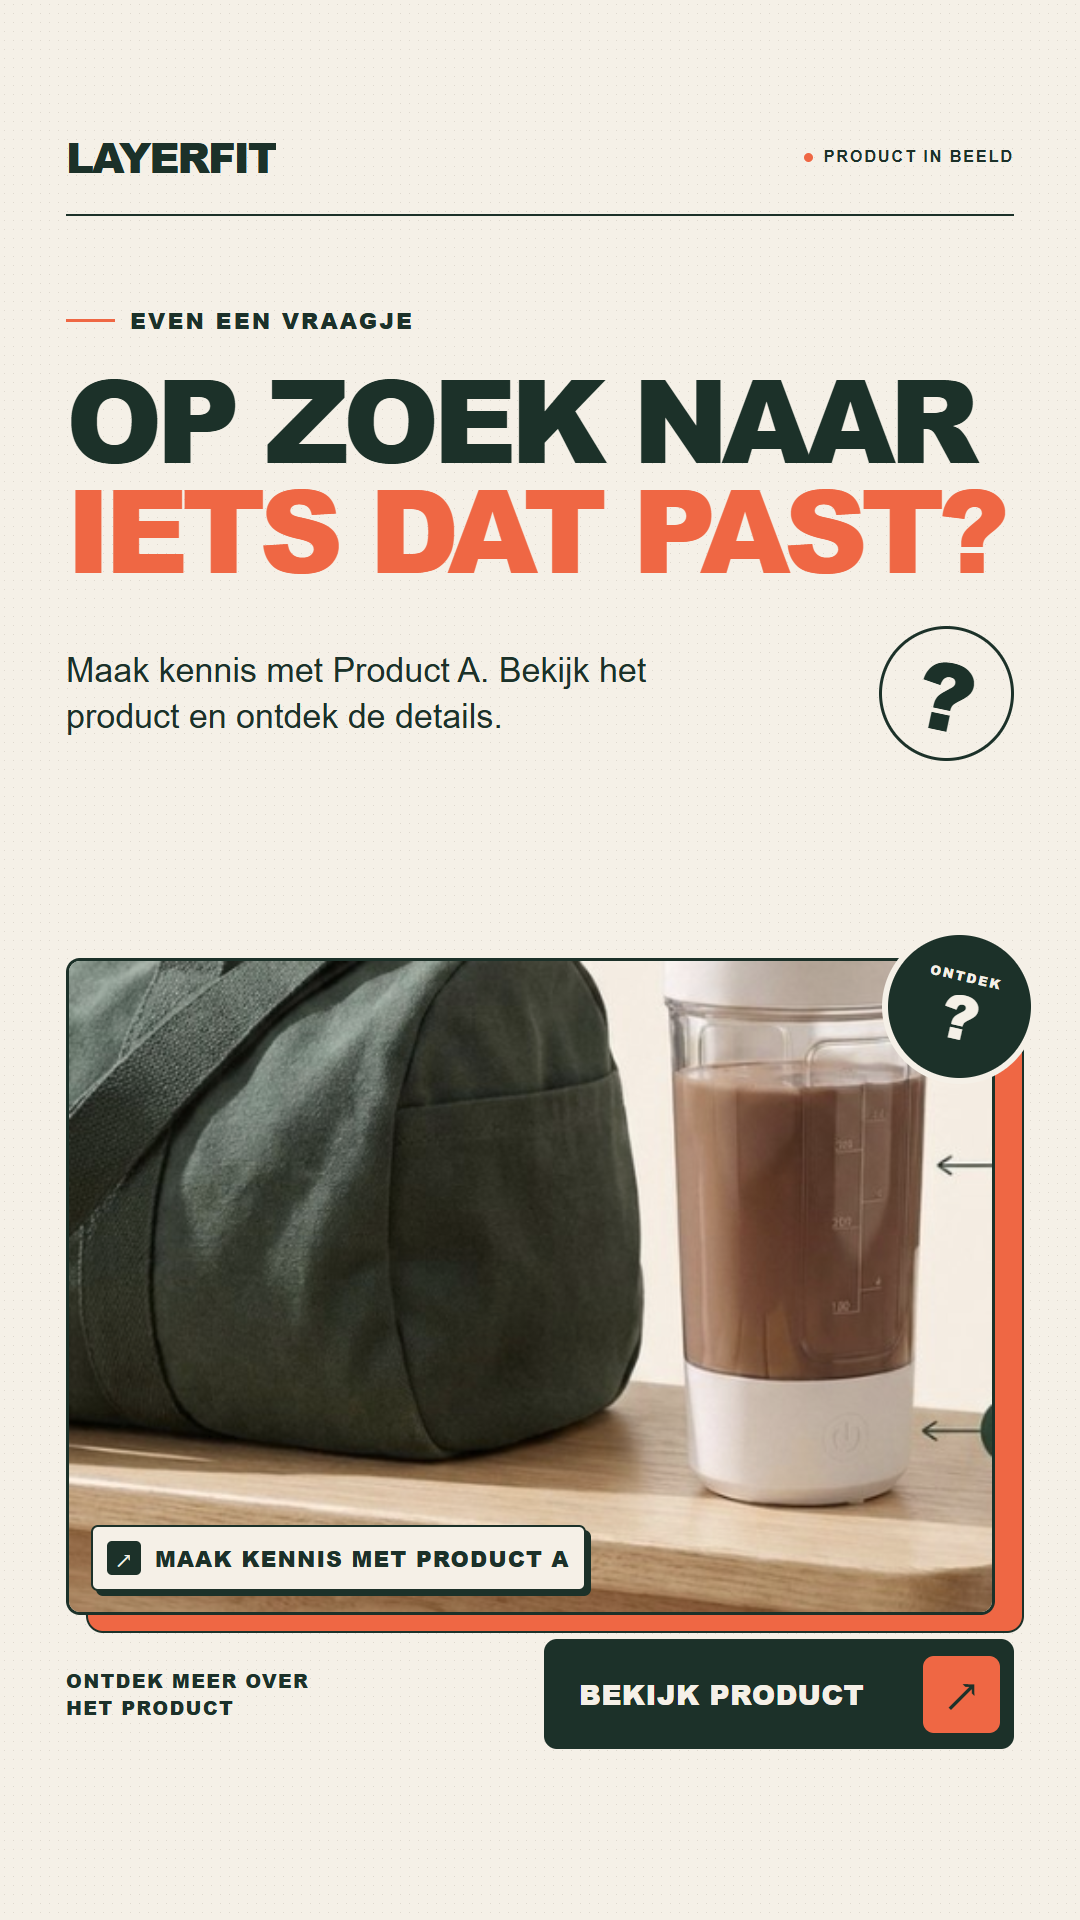 LAYERFIT
PRODUCT IN BEELD
EVEN EEN VRAAGJE
OP ZOEK NAAR
IETS DAT PAST?
Maak kennis met Product A. Bekijk het
product en ontdek de details.
?
ONTDEK
?
MAAK KENNIS MET PRODUCT A
ONTDEK MEER OVER
HET PRODUCT
BEKIJK PRODUCT